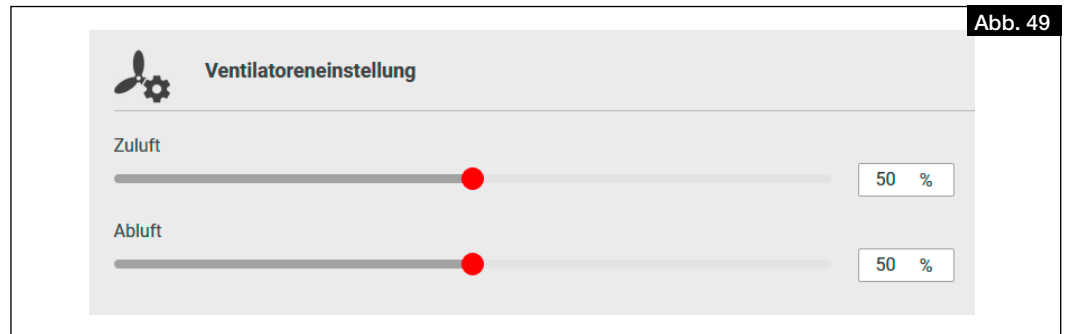 Abb. 49
Ventilatoreneinstellung
Zuluft
50 %
Abluft
50 %